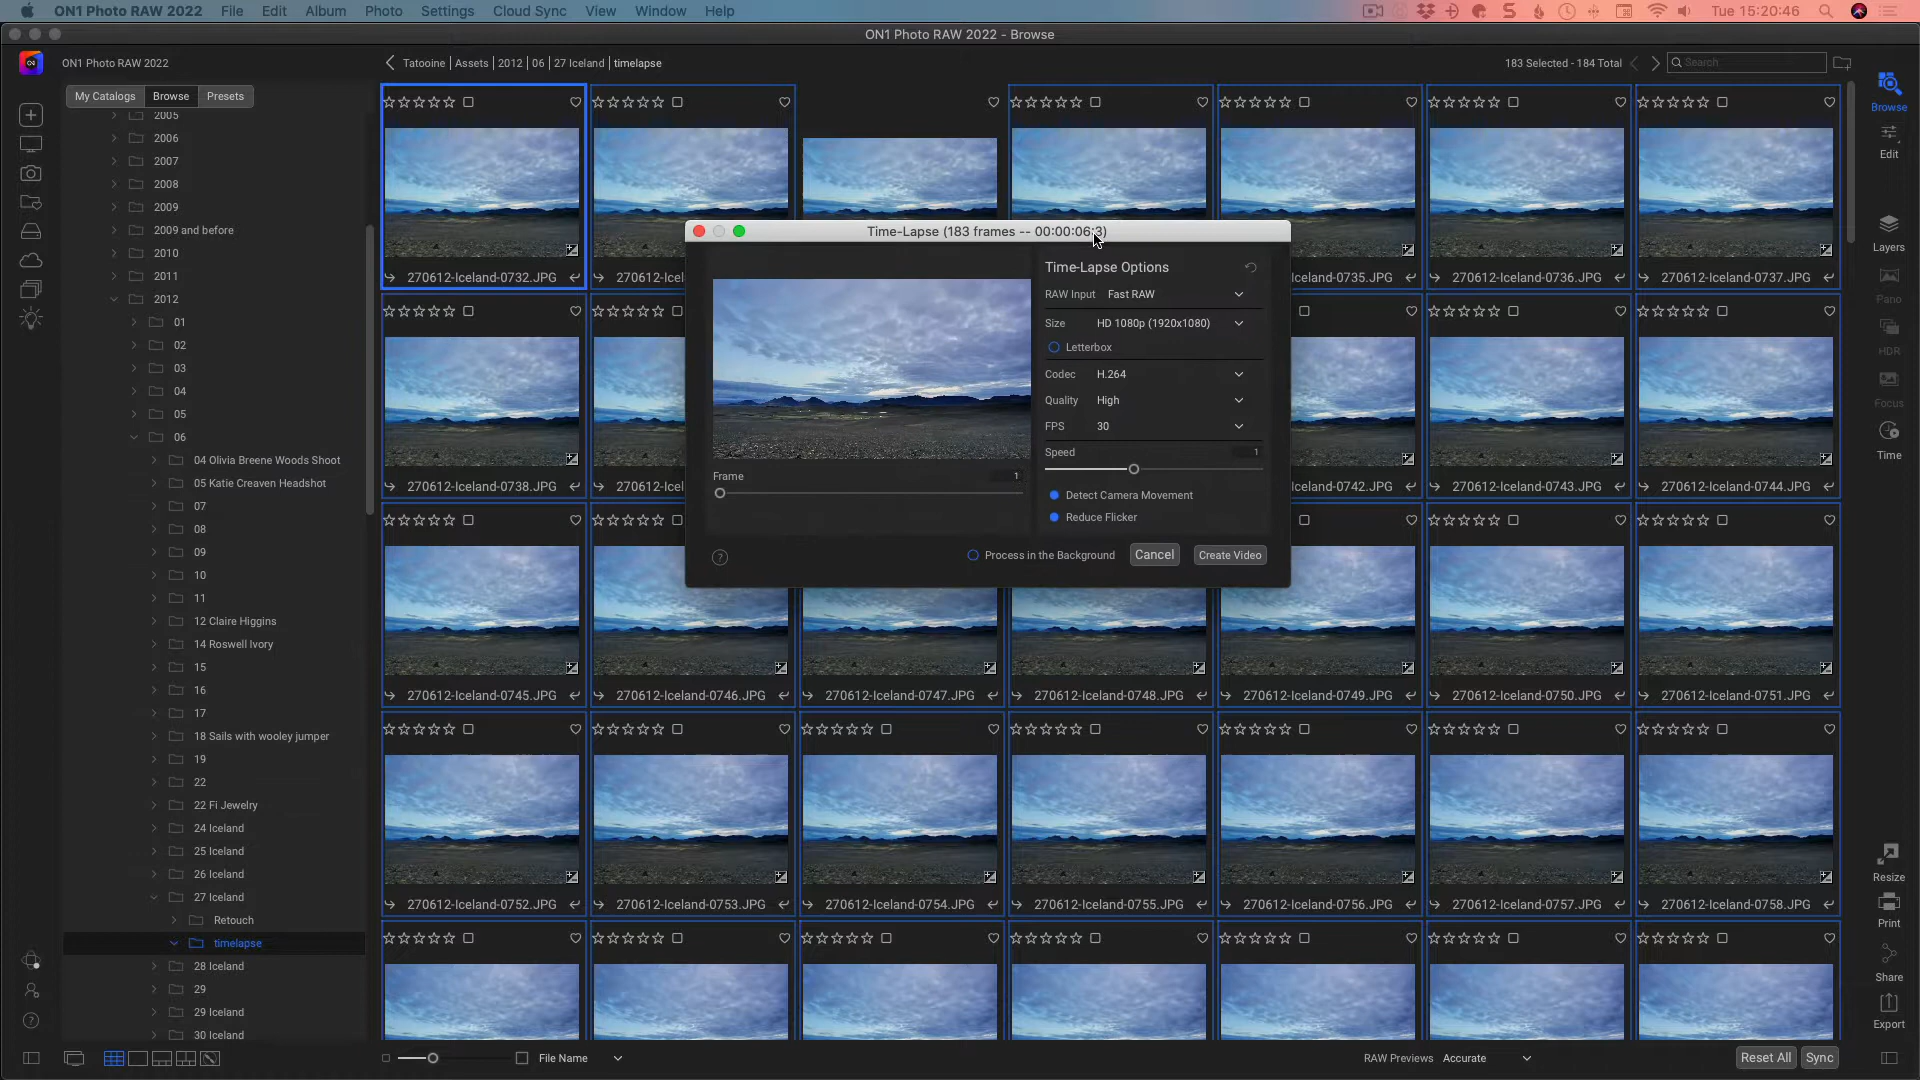 ON1 Photo RAW 2022 File Edit Album Photo Settings Cloud Sync View Window Help Tue 15:20:46
ON1 Photo RAW 2022 - Browse
ON1 Photo RAW 2022 Tatooine Assets 2012 06 27 Iceland timelapse 183 Selected - 184 Total Search
My Catalogs Browse Presets
2005
2006
2007
2008
2009
2009 and before
2010
2011
2012
01
02
03
04
05
06
04 Olivia Breene Woods Shoot
05 Katie Creaven Headshot
07
08
09
10
11
12 Claire Higgins
14 Roswell Ivory
15
16
17
18 Sails with wooley jumper
19
22
22 Fi Jewelry
24 Iceland
25 Iceland
26 Iceland
27 Iceland
Retouch
timelapse
28 Iceland
29
29 Iceland
30 Iceland
270612-Iceland-0732.JPG 270612-Icel -Iceland-0735.JPG 270612-Iceland-0736.JPG 270612-Iceland-0737.JPG
270612-Iceland-0738.JPG 270612-Icel -Iceland-0742.JPG 270612-Iceland-0743.JPG 270612-Iceland-0744.JPG
270612-Iceland-0745.JPG 270612-Iceland-0746.JPG 270612-Iceland-0747.JPG 270612-Iceland-0748.JPG 270612-Iceland-0749.JPG 270612-Iceland-0750.JPG 270612-Iceland-0751.JPG
270612-Iceland-0752.JPG 270612-Iceland-0753.JPG 270612-Iceland-0754.JPG 270612-Iceland-0755.JPG 270612-Iceland-0756.JPG 270612-Iceland-0757.JPG 270612-Iceland-0758.JPG
Time-Lapse (183 frames -- 00:00:06:3)
Time-Lapse Options
RAW Input Fast RAW
Size HD 1080p (1920x1080)
Letterbox
Codec H.264
Quality High
FPS 30
Speed 1
Frame 1
Detect Camera Movement
Reduce Flicker
? Process in the Background Cancel Create Video
Browse
Edit
Layers
Pano
HDR
Focus
Time
Resize
Print
Share
Export
File Name RAW Previews Accurate Reset All Sync